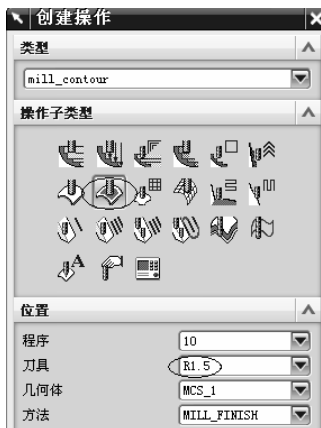 创建操作
类型
mill_contour
操作子类型
位置
程序
10
刀具
R1.5
几何体
MCS_1
方法
MILL_FINISH